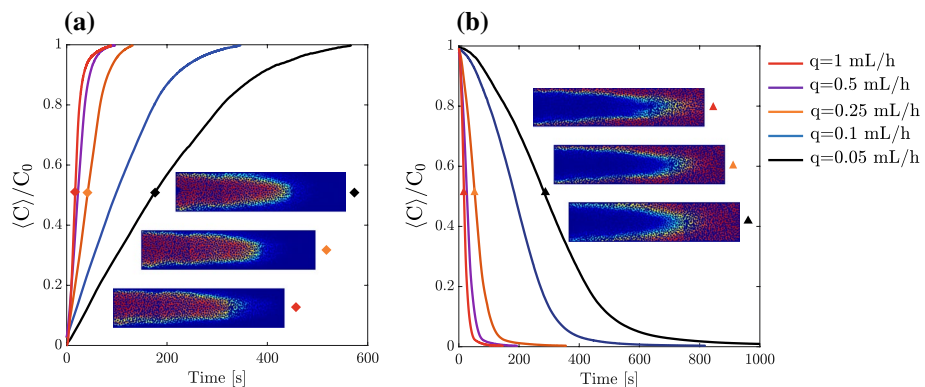 (a)
(b)
⟨C⟩/C₀
1
0.8
0.6
0.4
0.2
0
0
200
400
600
Time [s]
⟨C⟩/C₀
1
0.8
0.6
0.4
0.2
0
0
200
400
600
800
1000
Time [s]
q=1 mL/h
q=0.5 mL/h
q=0.25 mL/h
q=0.1 mL/h
q=0.05 mL/h